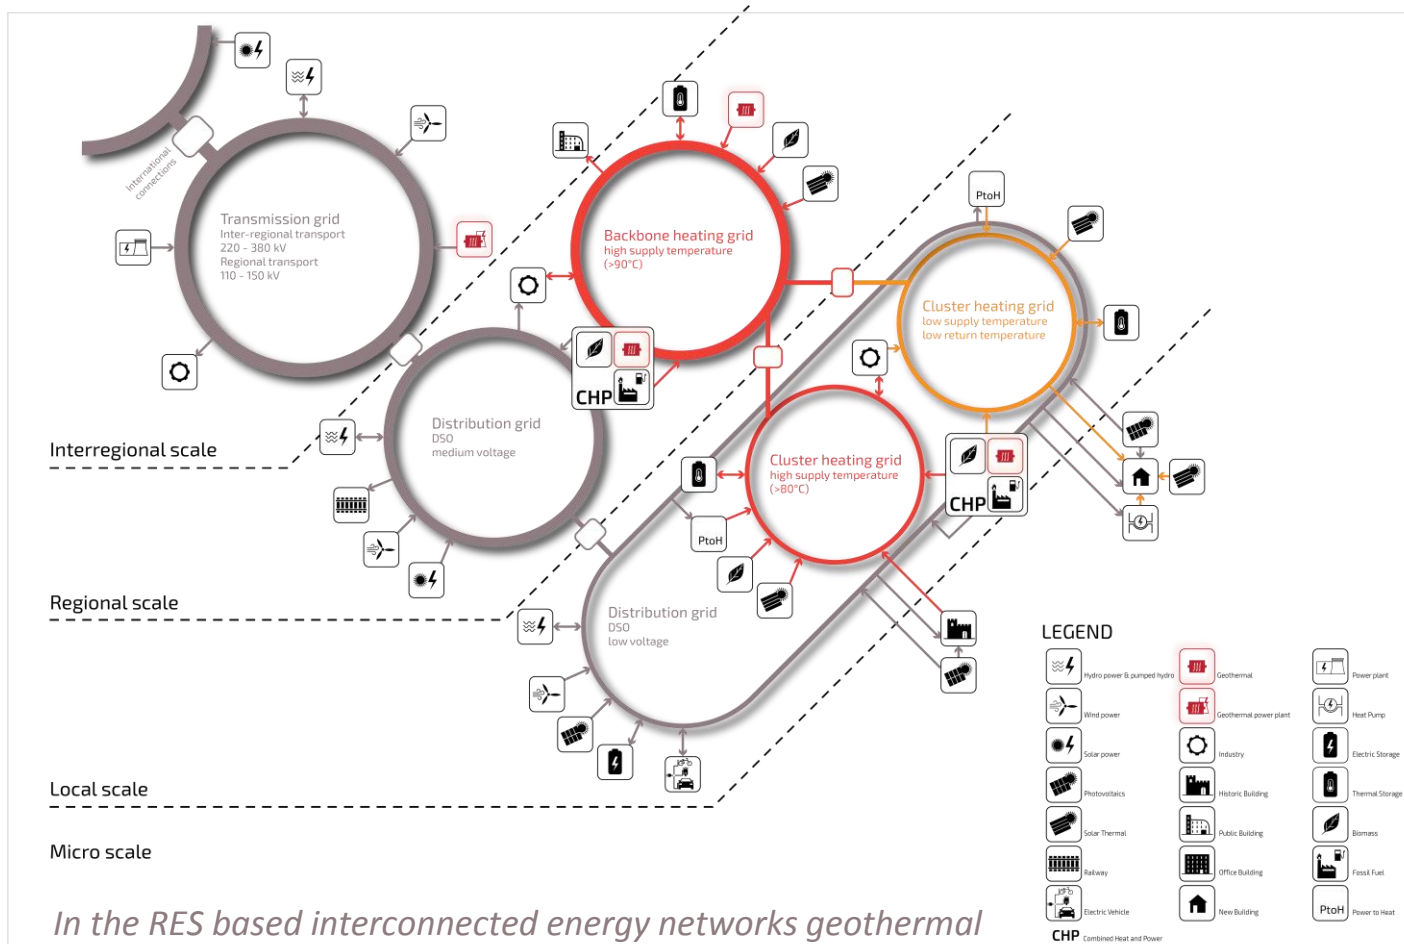 International
connections
Transmission grid
Inter-regional transport
220 - 380 kV
Regional transport
110 - 150 kV
Backbone heating grid
high supply temperature
(>90°C)
PtoH
Cluster heating grid
low supply temperature
low return temperature
CHP
Distribution grid
DSO
medium voltage
Interregional scale
Cluster heating grid
high supply temperature
(>80°C)
CHP
PtoH
Regional scale
Distribution grid
DSO
low voltage
Local scale
Micro scale
LEGEND
Hydro power & pumped hydro
Geothermal
Power plant
Wind power
Geothermal power plant
Heat Pump
Solar power
Industry
Electric Storage
Photovoltaics
Historic Building
Thermal Storage
Solar Thermal
Public Building
Biomass
Railway
Office Building
Fossil Fuel
Electric Vehicle
New Building
PtoH Power to Heat
CHP Combined Heat and Power
In the RES based interconnected energy networks geothermal